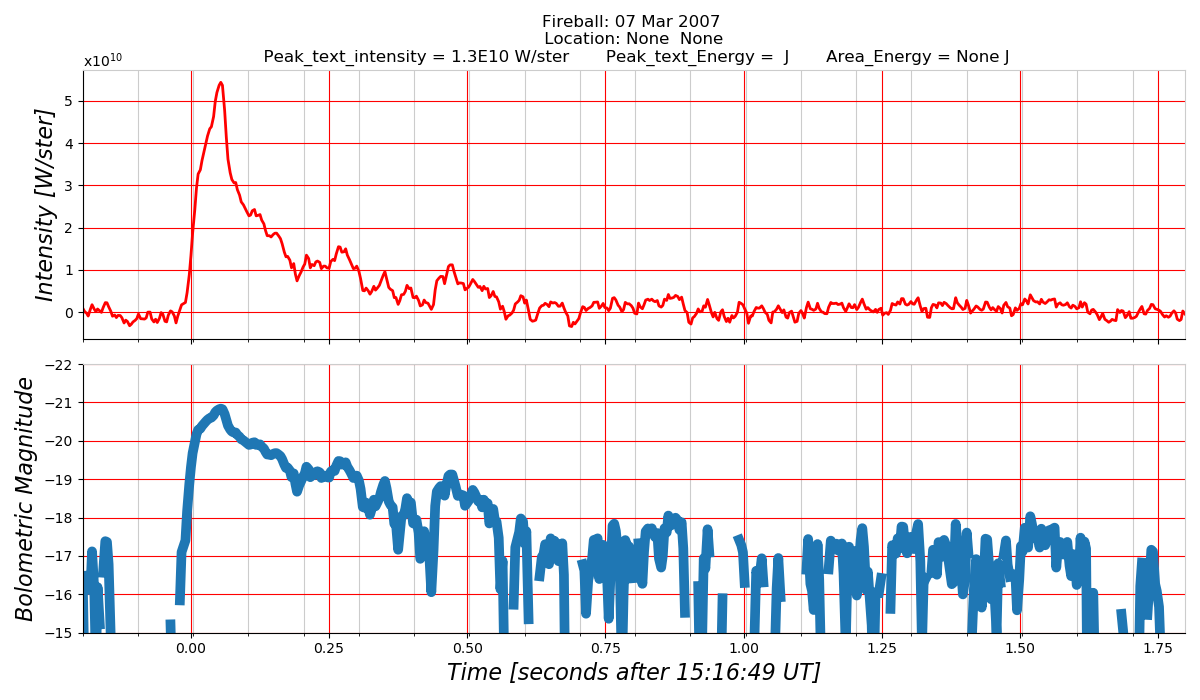 Fireball: 07 Mar 2007
Location: None  None
Peak_text_intensity = 1.3E10 W/ster       Peak_text_Energy =  J       Area_Energy = None J
x10¹⁰
Intensity [W/ster]
5
4
3
2
1
0
Bolometric Magnitude
−22
−21
−20
−19
−18
−17
−16
−15
0.00 0.25 0.50 0.75 1.00 1.25 1.50 1.75
Time [seconds after 15:16:49 UT]